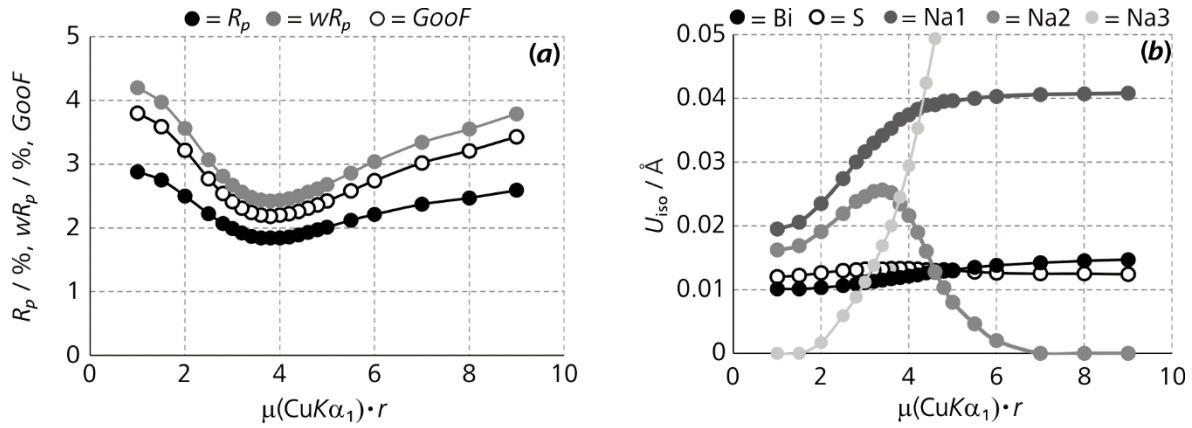 = Rp = wRp = GooF
(a)
5
4
3
2
1
0
0 2 4 6 8 10
Rp / %, wRp / %, GooF
μ(CuKα1)·r
= Bi = S = Na1 = Na2 = Na3
(b)
0.05
0.04
0.03
0.02
0.01
0
0 2 4 6 8 10
Uiso / Å
μ(CuKα1)·r